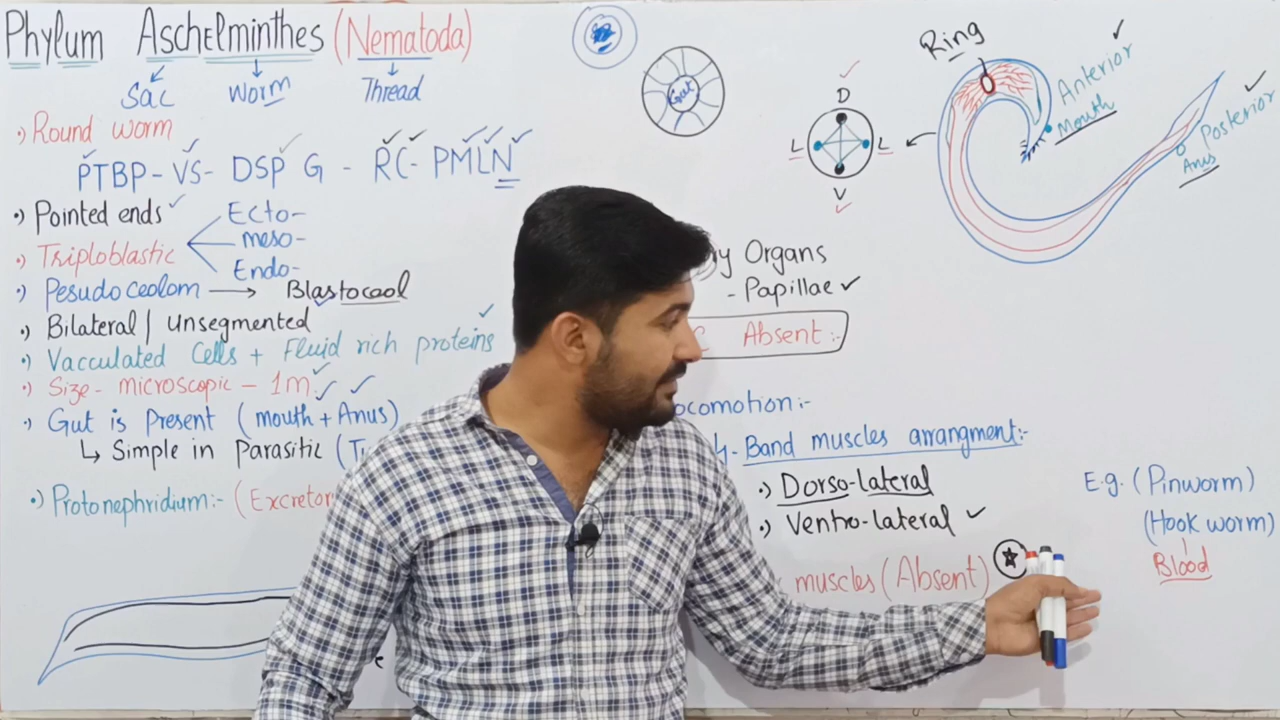 Phylum Aschelminthes (Nematoda)
Sac Worm Thread
•) Round worm
PTBP - VS - DSP G - RC - PMLN
•) Pointed ends
•) Triploblastic
Ecto-
meso-
Endo-
•) Pesudoceolom → Blastocoel
•) Bilateral / Unsegmented
•) Vacculated Cells + Fluid rich proteins
•) Size - microscopic - 1m
•) Gut is Present (mouth + Anus)
↳ Simple in Parasitic
•) Protonephridium:- (Excretor
Gut
D
L L
V
Ring
Anterior
Mouth
Posterior
Anus
Organs
- Papillae
Absent:-
ocomotion:-
4-Band muscles arrangment:-
•) Dorso-lateral
•) Ventro-lateral
muscles (Absent)
E.g. (Pinworm)
(Hook worm)
Blood